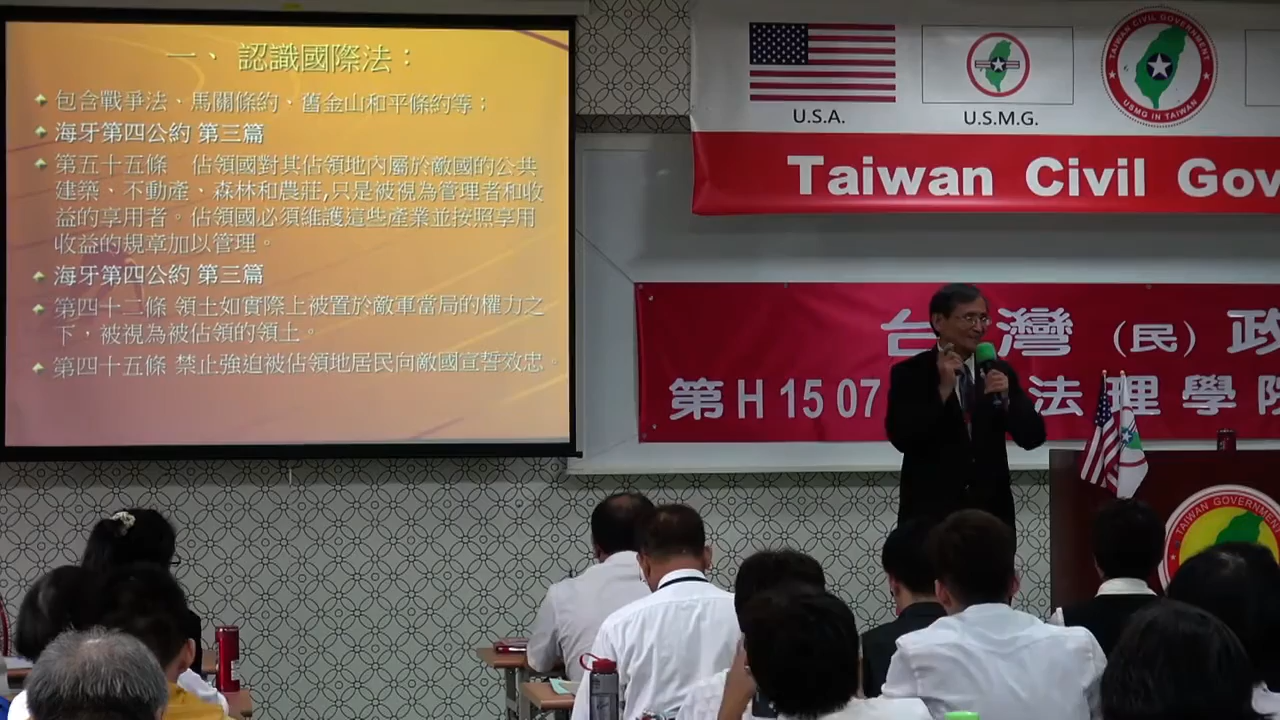 一、認識國際法：
包含戰爭法、馬關條約、舊金山和平條約等；
海牙第四公約 第三篇
第五十五條 佔領國對其佔領地內屬於敵國的公共
建築、不動產、森林和農莊,只是被視為管理者和收
益的享用者。佔領國必須維護這些產業並按照享用
收益的規章加以管理。
海牙第四公約 第三篇
第四十二條 領土如實際上被置於敵軍當局的權力之
下，被視為被佔領的領土。
第四十五條 禁止強迫被佔領地居民向敵國宣誓效忠。
U.S.A.
U.S.M.G.
TAIWAN CIVIL GOVERNMENT
USMG IN TAIWAN
Taiwan Civil Gov
台灣（民）政
第H 15 07
法理學院
TAIWAN GOVERNMENT